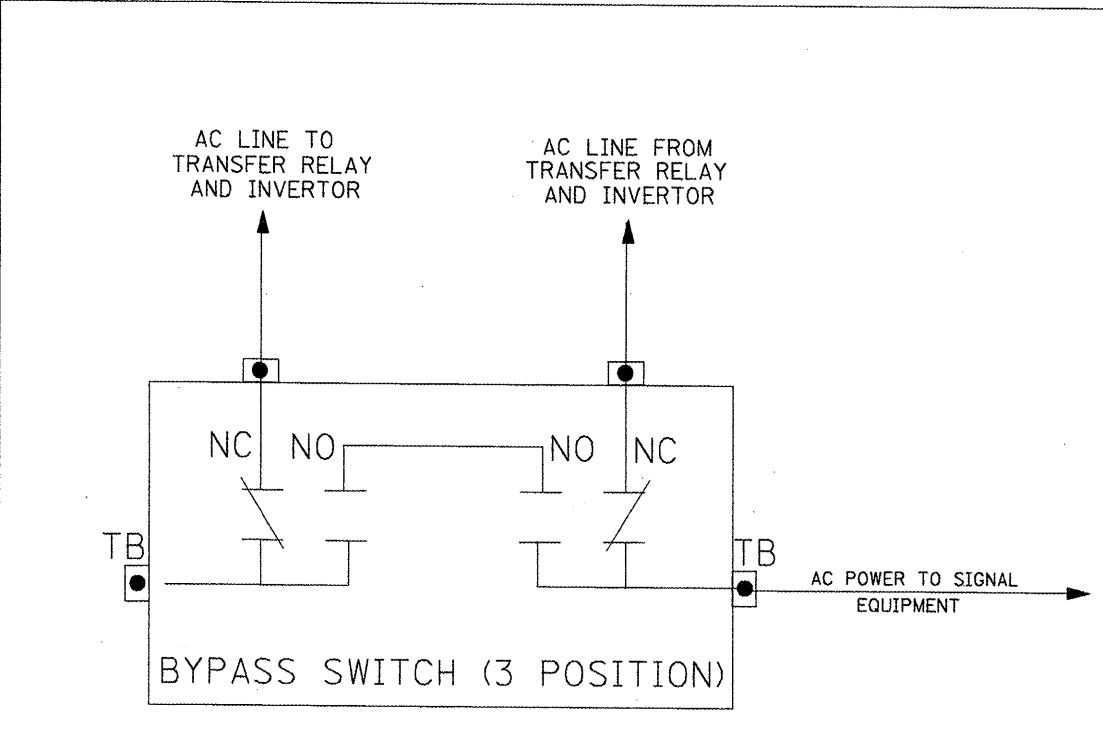 AC LINE TO
TRANSFER RELAY
AND INVERTOR
AC LINE FROM
TRANSFER RELAY
AND INVERTOR
NC
NO
NO
NC
TB
TB
AC POWER TO SIGNAL
EQUIPMENT
BYPASS SWITCH (3 POSITION)